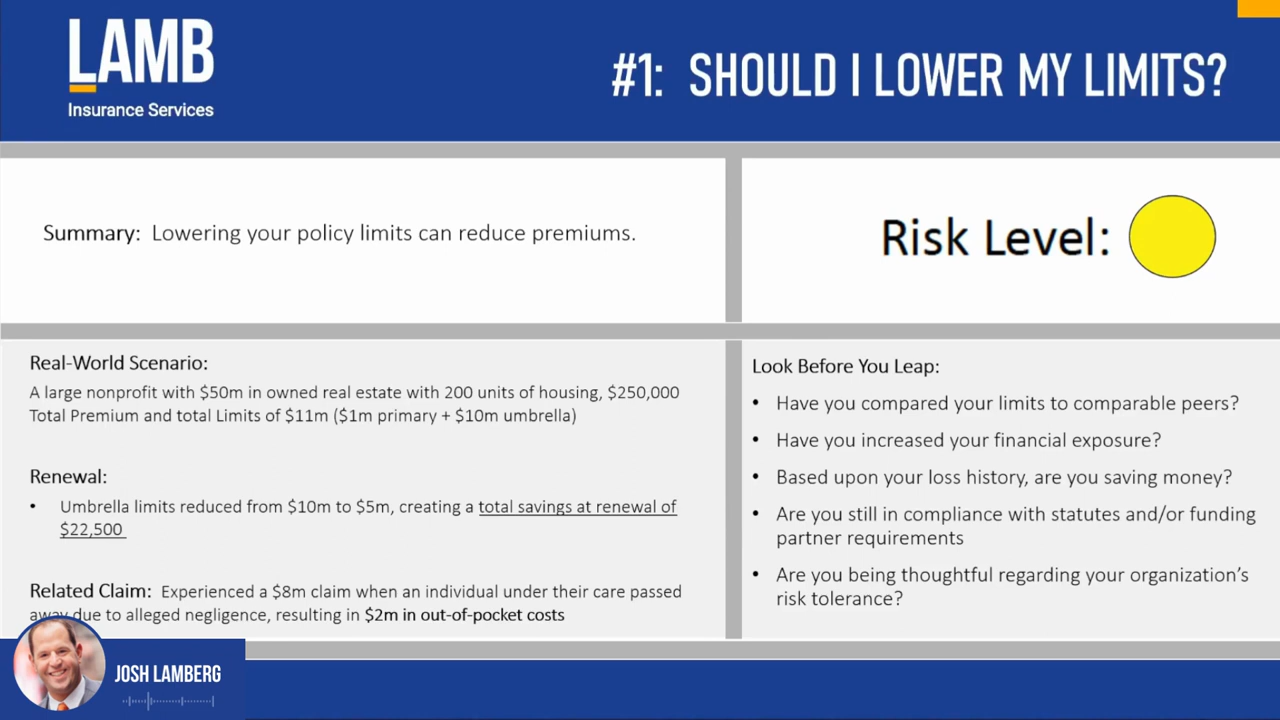 LAMB
Insurance Services
#1: SHOULD I LOWER MY LIMITS?
Summary: Lowering your policy limits can reduce premiums.
Risk Level:
Real-World Scenario:
A large nonprofit with $50m in owned real estate with 200 units of housing, $250,000
Total Premium and total Limits of $11m ($1m primary + $10m umbrella)
Renewal:
• Umbrella limits reduced from $10m to $5m, creating a total savings at renewal of
$22,500
Related Claim: Experienced a $8m claim when an individual under their care passed
away due to alleged negligence, resulting in $2m in out-of-pocket costs
Look Before You Leap:
• Have you compared your limits to comparable peers?
• Have you increased your financial exposure?
• Based upon your loss history, are you saving money?
• Are you still in compliance with statutes and/or funding
partner requirements
• Are you being thoughtful regarding your organization's
risk tolerance?
JOSH LAMBERG